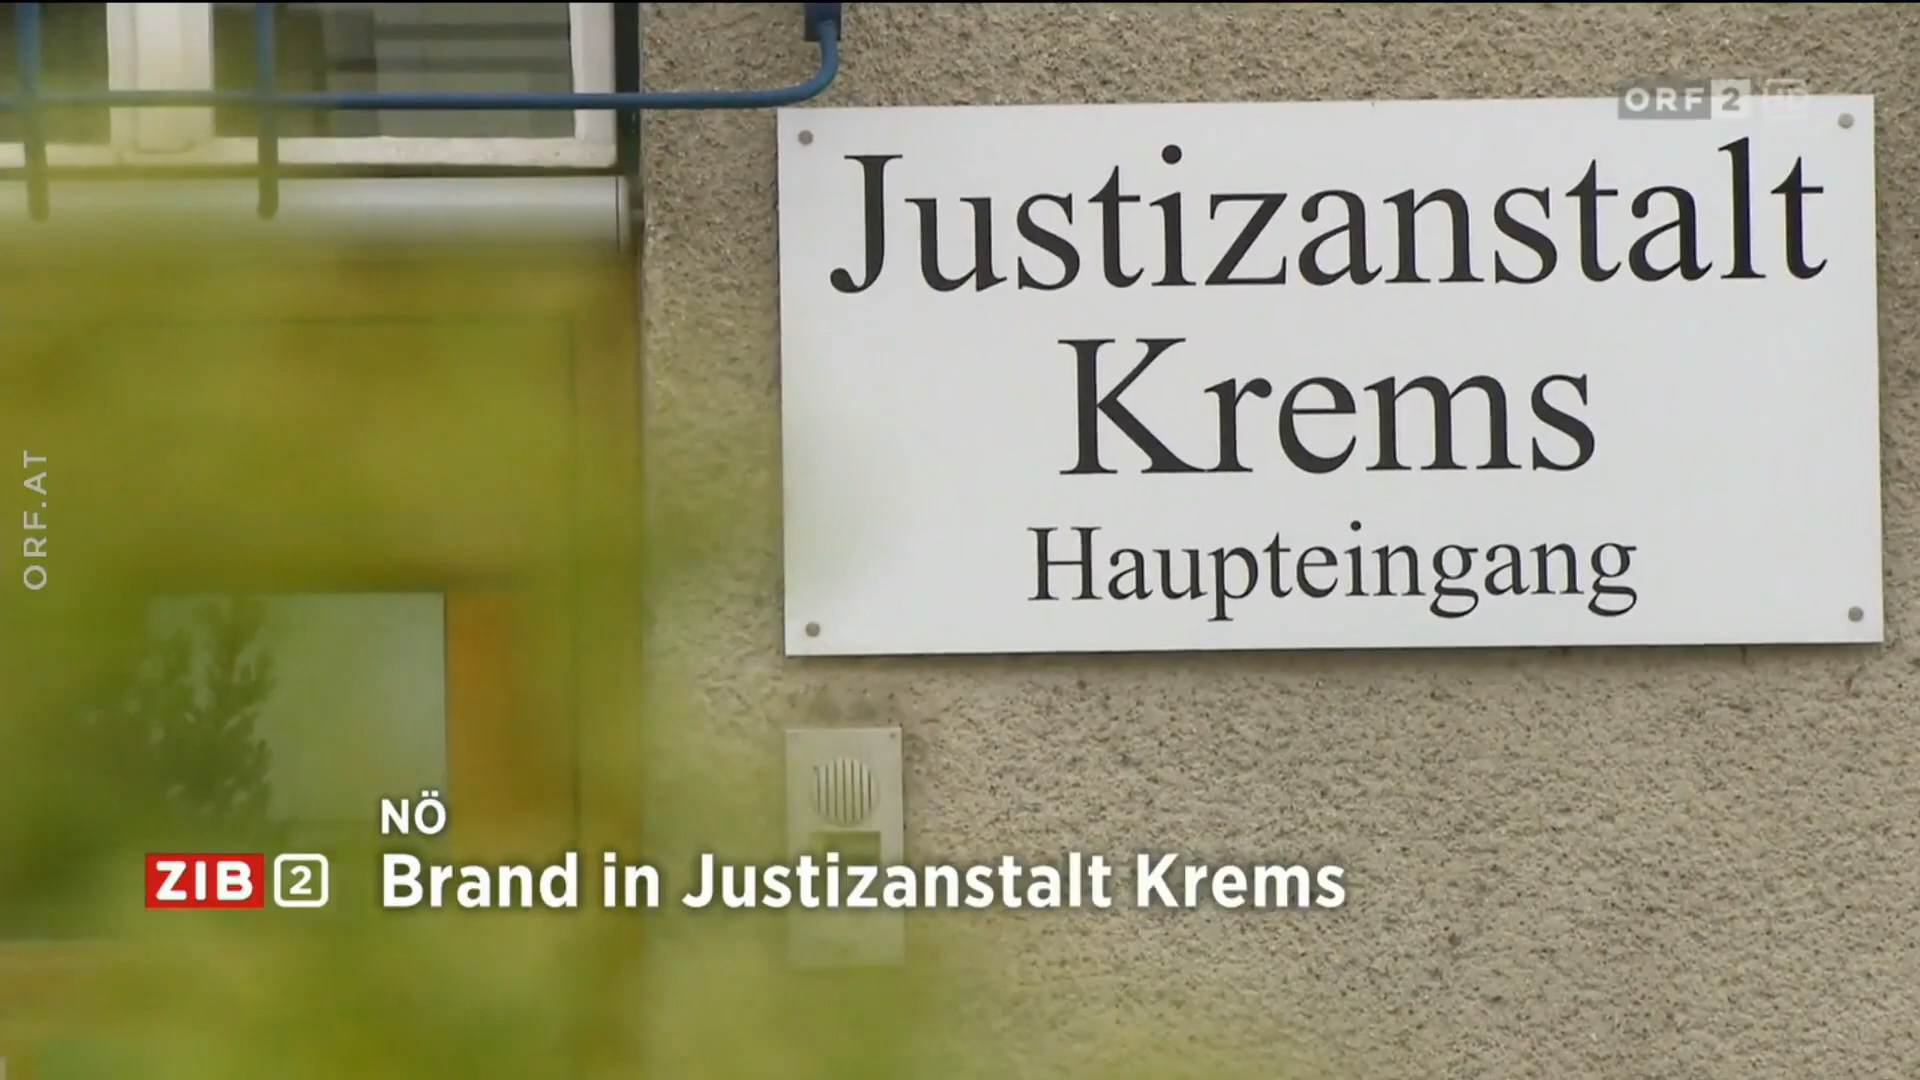 ORF 2 HD
Justizanstalt
Krems
Haupteingang
ORF.AT
NÖ
ZIB 2
Brand in Justizanstalt Krems